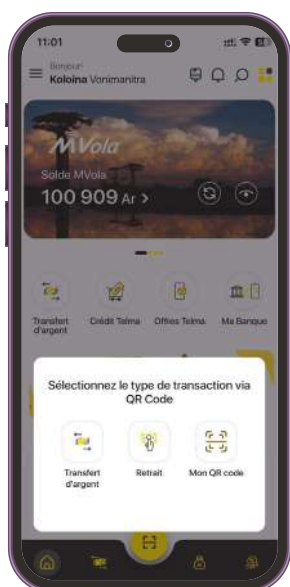 11:01
Bonjour!
Koloina Vonimanitra
MVola
Solde MVola
100 909 Ar >
Transfert
d'argent
Crédit Telma
Offres Telma
Ma Banque
Sélectionnez le type de transaction via
QR Code
Transfert
d'argent
Retrait
Mon QR code